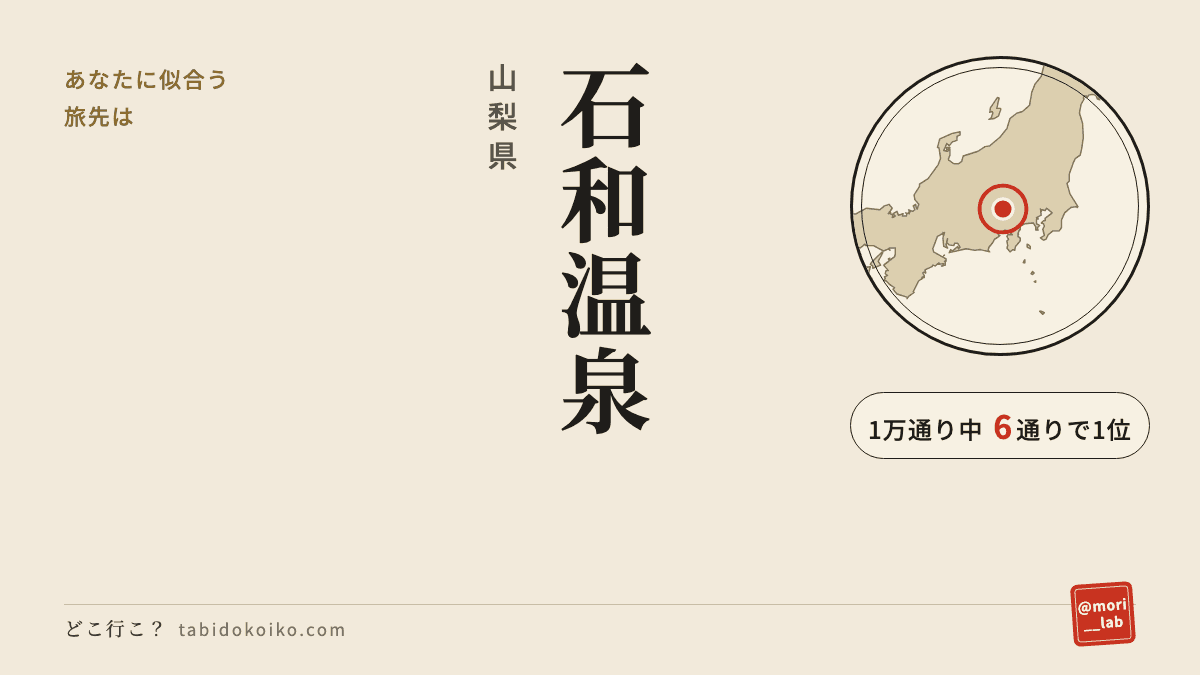 あなたに似合う
旅先は
石和温泉
山梨県
1万通り中 6通りで1位
どこ行こ? tabidokoiko.com
@mori
__lab